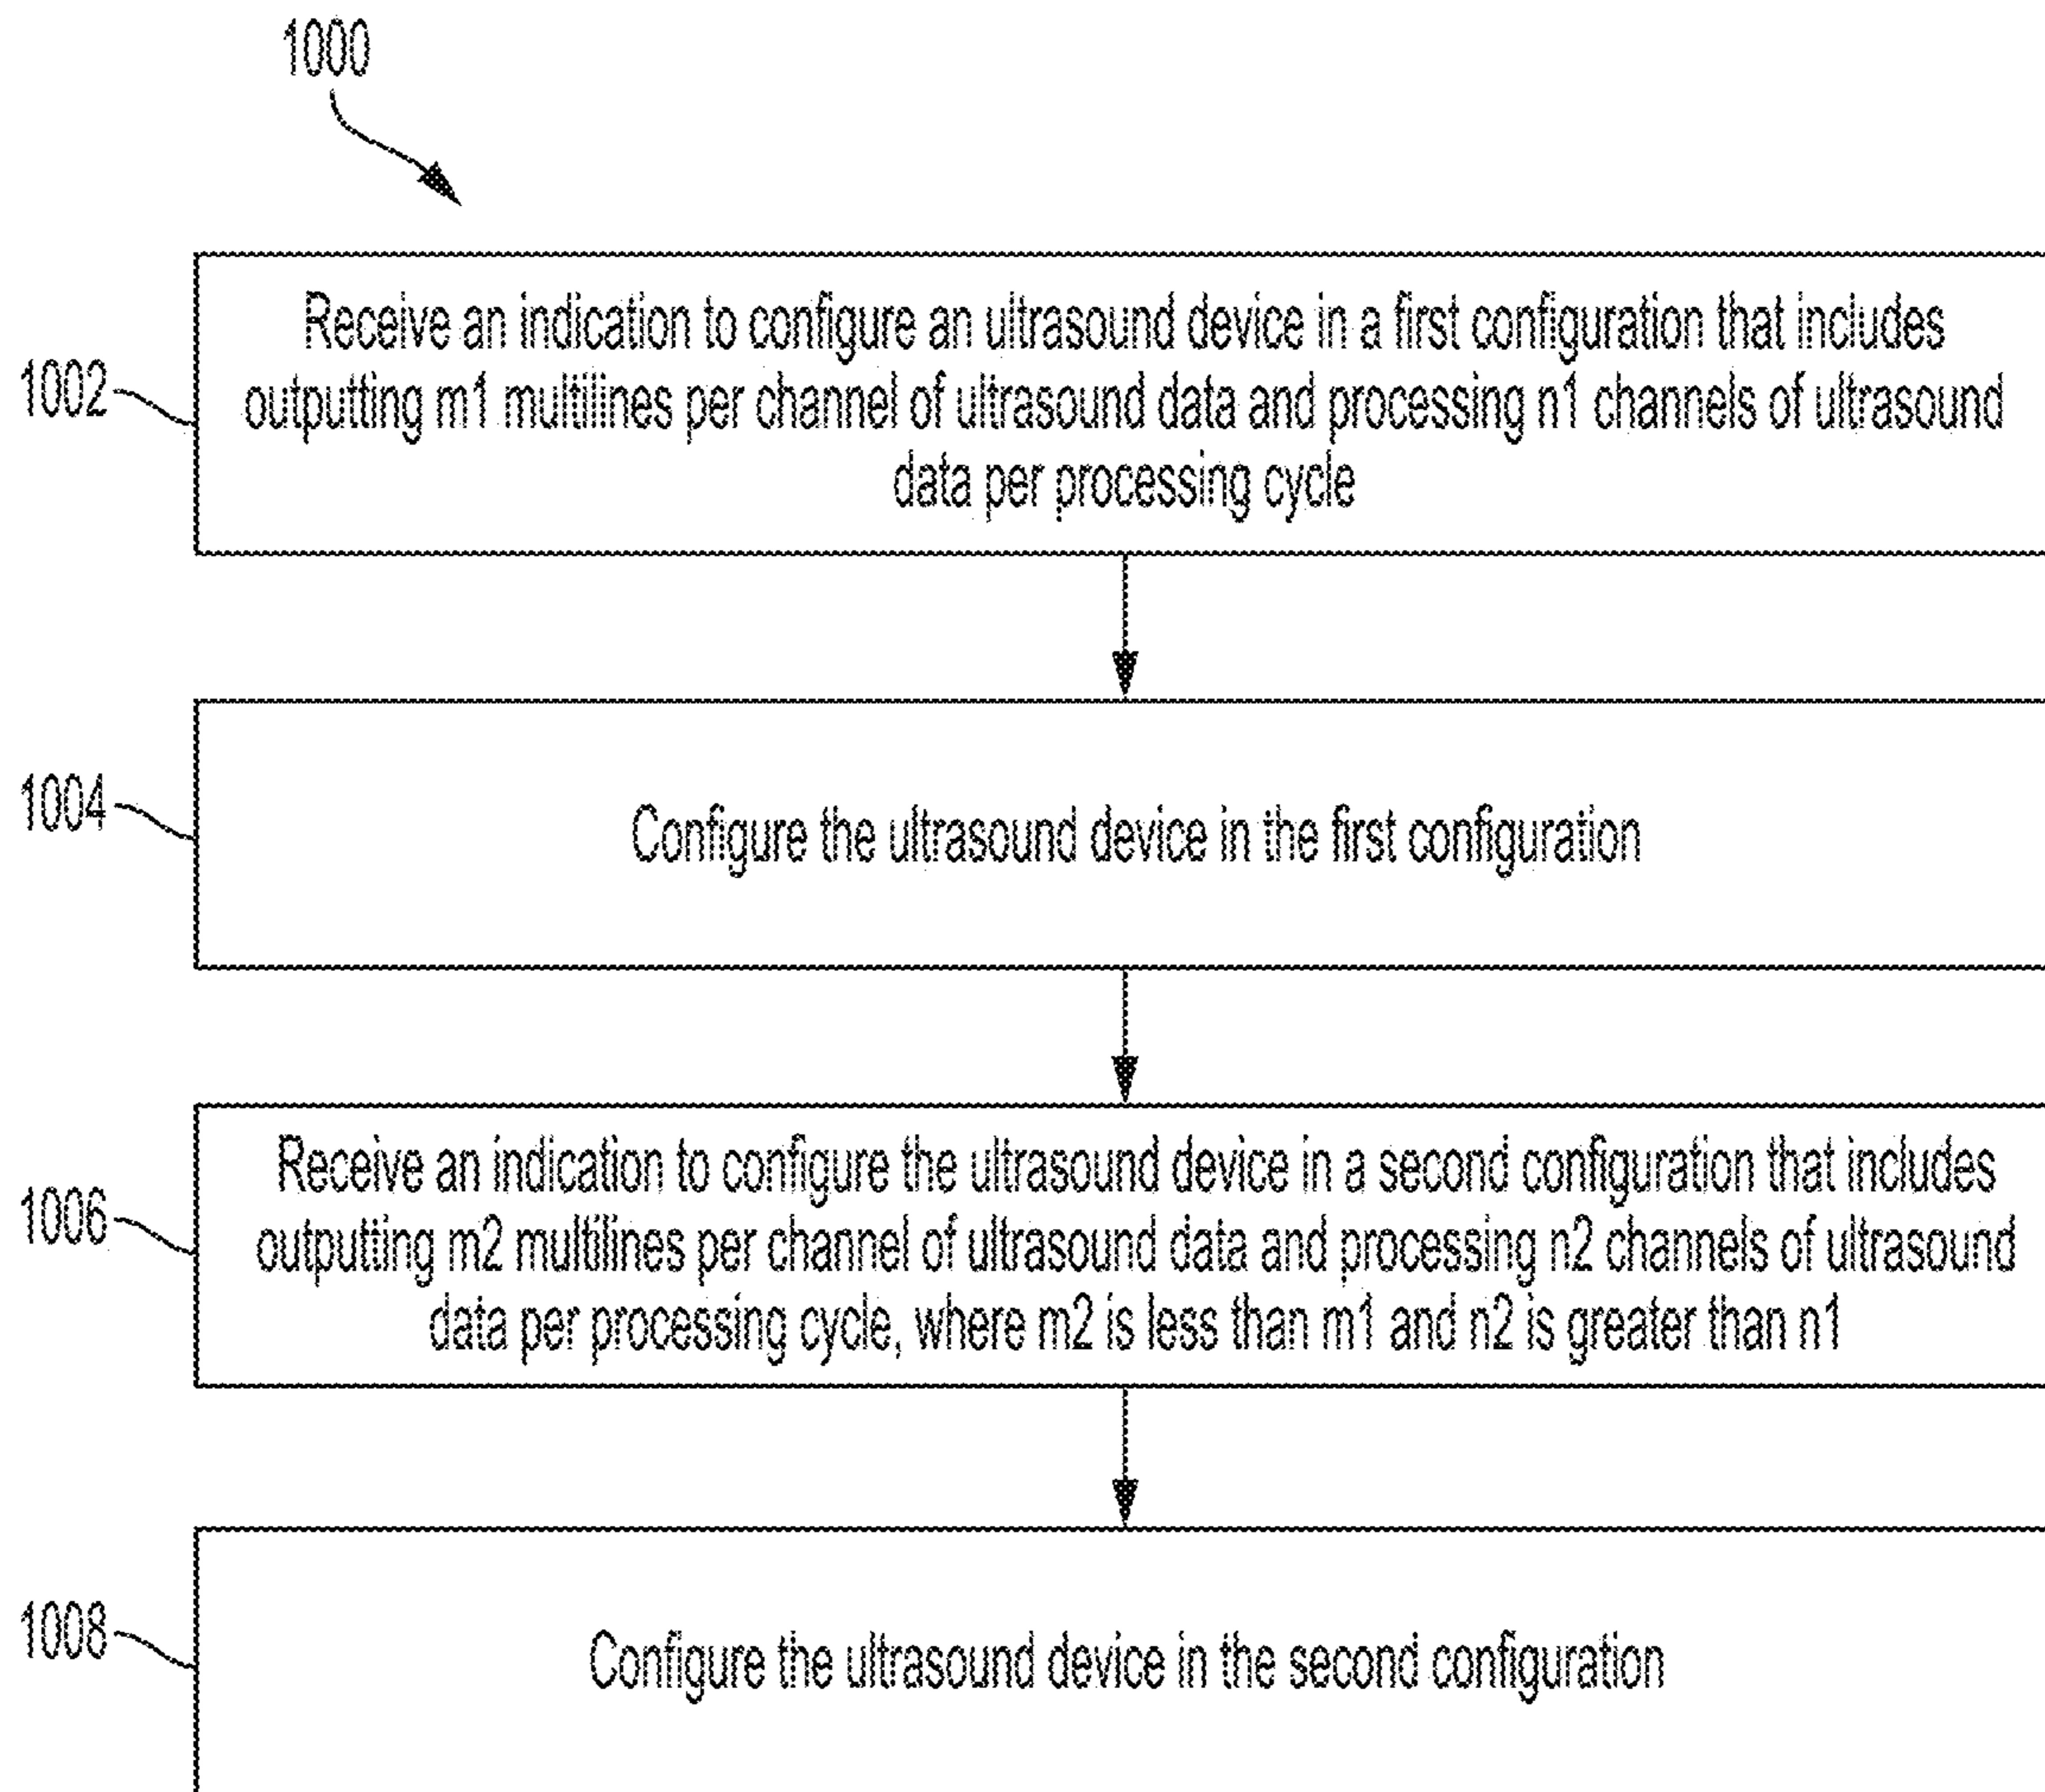 1000
1002
Receive an indication to configure an ultrasound device in a first configuration that includes
outputting m1 multilines per channel of ultrasound data and processing n1 channels of ultrasound
data per processing cycle
1004
Configure the ultrasound device in the first configuration
1006
Receive an indication to configure the ultrasound device in a second configuration that includes
outputting m2 multilines per channel of ultrasound data and processing n2 channels of ultrasound
data per processing cycle, where m2 is less than m1 and n2 is greater than n1
1008
Configure the ultrasound device in the second configuration